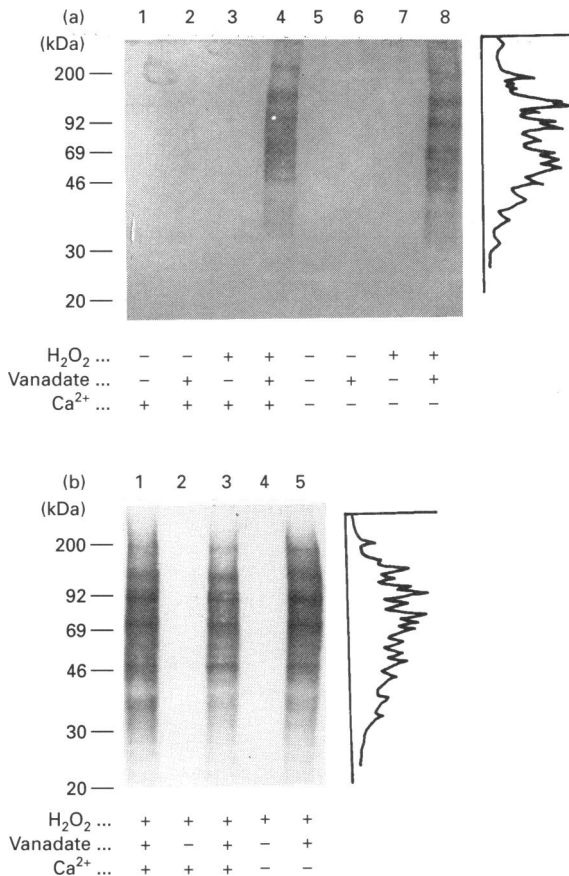 (a) 1 2 3 4 5 6 7 8
(kDa)
200
92
69
46
30
20
H₂O₂ ... – – + + – – + +
Vanadate ... – + – + – + – +
Ca²⁺ ... + + + + – – – –
(b) 1 2 3 4 5
(kDa)
200
92
69
46
30
20
H₂O₂ ... + + + + +
Vanadate ... + – + – +
Ca²⁺ ... + + + – –